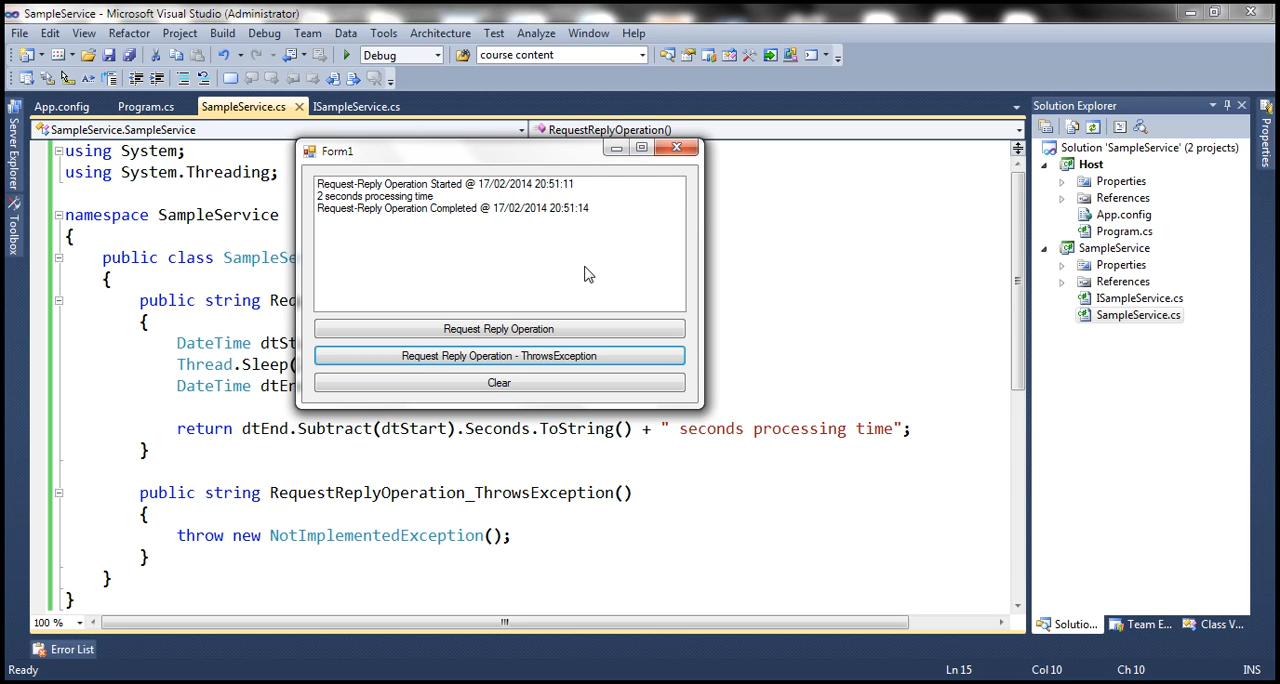 SampleService - Microsoft Visual Studio (Administrator)
File Edit View Refactor Project Build Debug Team Data Tools Architecture Test Analyze Window Help
Debug course content
App.config Program.cs SampleService.cs ISampleService.cs
SampleService.SampleService RequestReplyOperation()
using System;
using System.Threading;
namespace SampleService
{
public class SampleSe
{
public string Req
{
DateTime dtSt
Thread.Sleep(
DateTime dtEn
return dtEnd.Subtract(dtStart).Seconds.ToString() + " seconds processing time";
}
public string RequestReplyOperation_ThrowsException()
{
throw new NotImplementedException();
}
}
}
Form1
Request-Reply Operation Started @ 17/02/2014 20:51:11
2 seconds processing time
Request-Reply Operation Completed @ 17/02/2014 20:51:14
Request Reply Operation
Request Reply Operation - ThrowsException
Clear
Server Explorer
Toolbox
Solution Explorer
Solution 'SampleService' (2 projects)
Host
Properties
References
App.config
Program.cs
SampleService
Properties
References
ISampleService.cs
SampleService.cs
Properties
Solutio... Team E... Class V...
100 %
Error List
Ready Ln 15 Col 10 Ch 10 INS